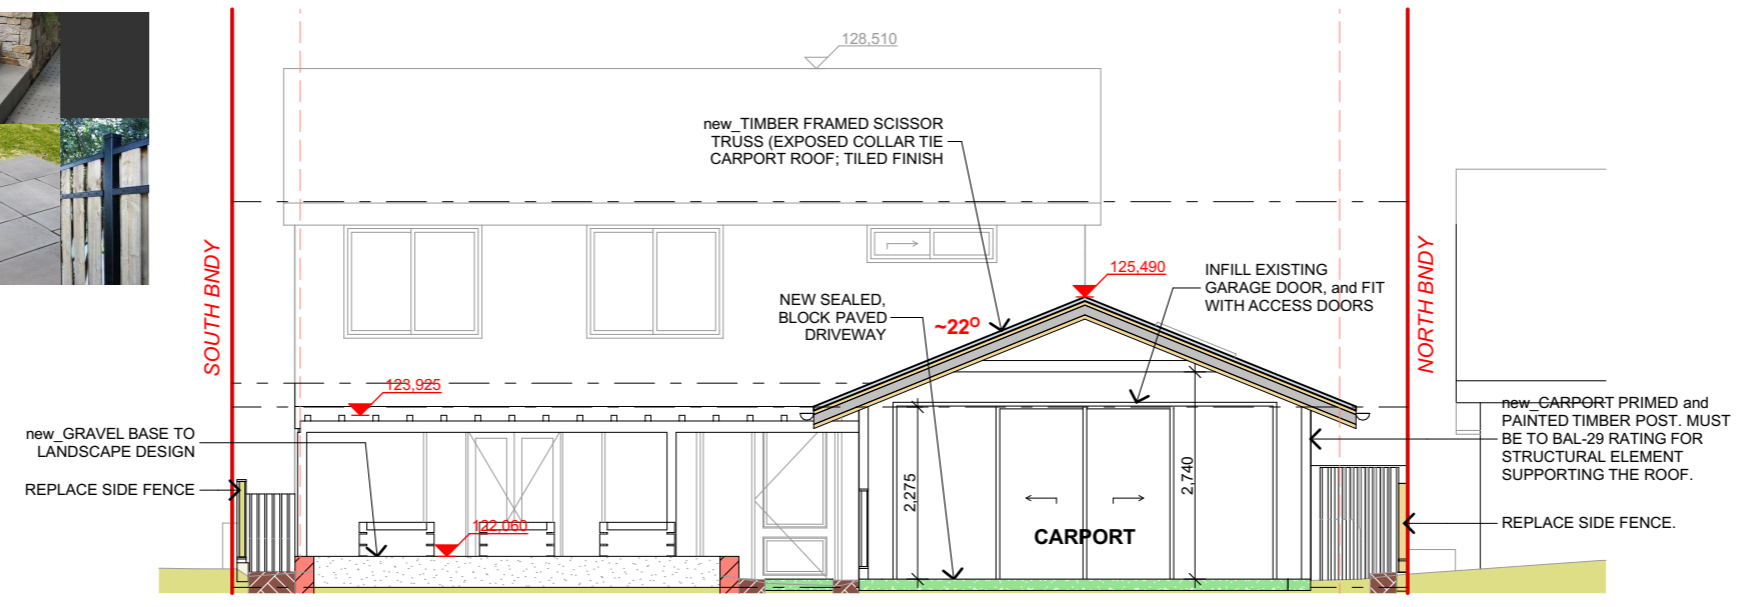 128,510
new_TIMBER FRAMED SCISSOR
TRUSS (EXPOSED COLLAR TIE
CARPORT ROOF; TILED FINISH
SOUTH BNDY
NORTH BNDY
125,490
INFILL EXISTING
GARAGE DOOR, and FIT
WITH ACCESS DOORS
NEW SEALED,
BLOCK PAVED
DRIVEWAY
~22°
123,925
new_GRAVEL BASE TO
LANDSCAPE DESIGN
REPLACE SIDE FENCE
122,060
2,275
2,740
CARPORT
new_CARPORT PRIMED and
PAINTED TIMBER POST. MUST
BE TO BAL-29 RATING FOR
STRUCTURAL ELEMENT
SUPPORTING THE ROOF.
REPLACE SIDE FENCE.